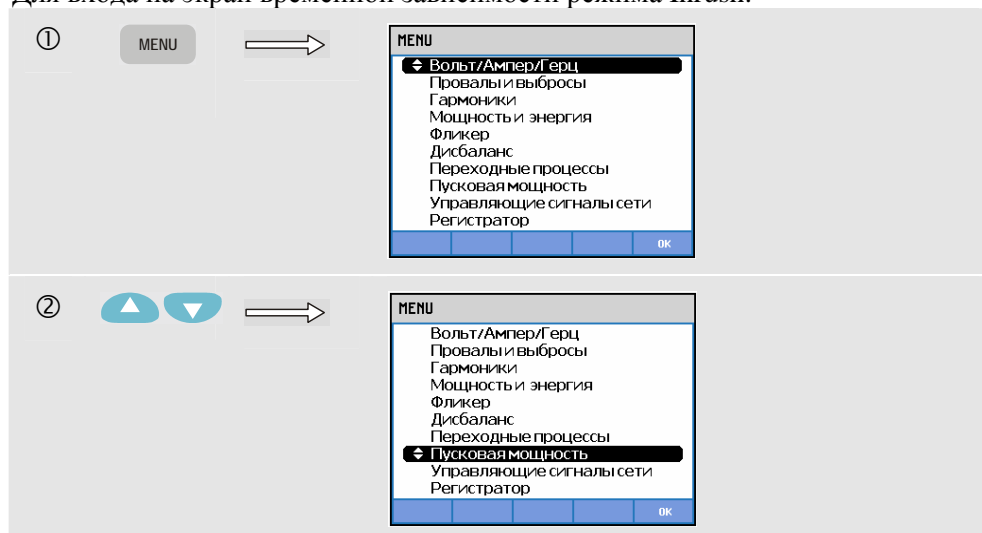 Для входа на экран временной зависимости режима Inrush:
①
MENU
MENU
Вольт/Ампер/Герц
Провалы и выбросы
Гармоники
Мощность и энергия
Фликер
Дисбаланс
Переходные процессы
Пусковая мощность
Управляющие сигналы сети
Регистратор
OK
②
MENU
Вольт/Ампер/Герц
Провалы и выбросы
Гармоники
Мощность и энергия
Фликер
Дисбаланс
Переходные процессы
Пусковая мощность
Управляющие сигналы сети
Регистратор
OK